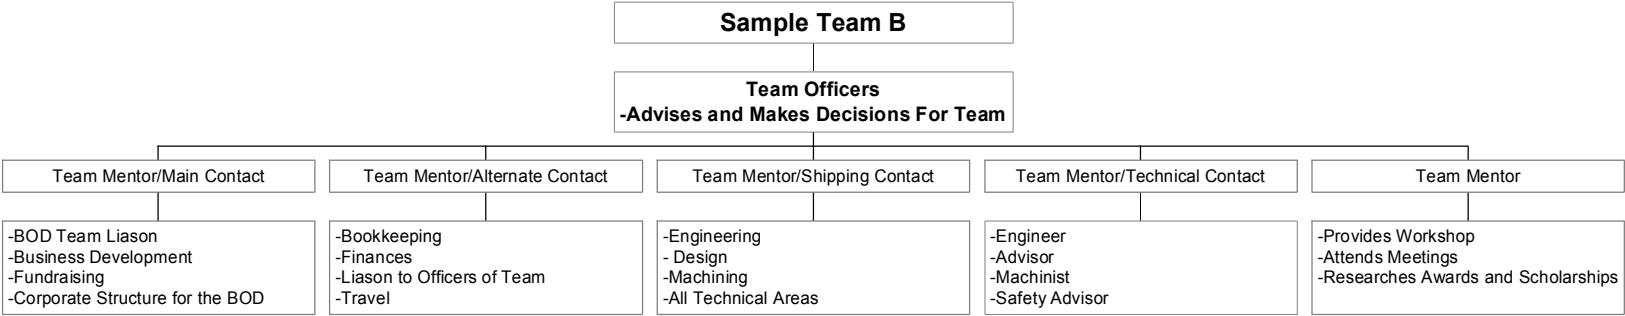 Sample Team B
Team Officers
-Advises and Makes Decisions For Team
Team Mentor/Main Contact
-BOD Team Liason
-Business Development
-Fundraising
-Corporate Structure for the BOD
Team Mentor/Alternate Contact
-Bookkeeping
-Finances
-Liason to Officers of Team
-Travel
Team Mentor/Shipping Contact
-Engineering
- Design
-Machining
-All Technical Areas
Team Mentor/Technical Contact
-Engineer
-Advisor
-Machinist
-Safety Advisor
Team Mentor
-Provides Workshop
-Attends Meetings
-Researches Awards and Scholarships